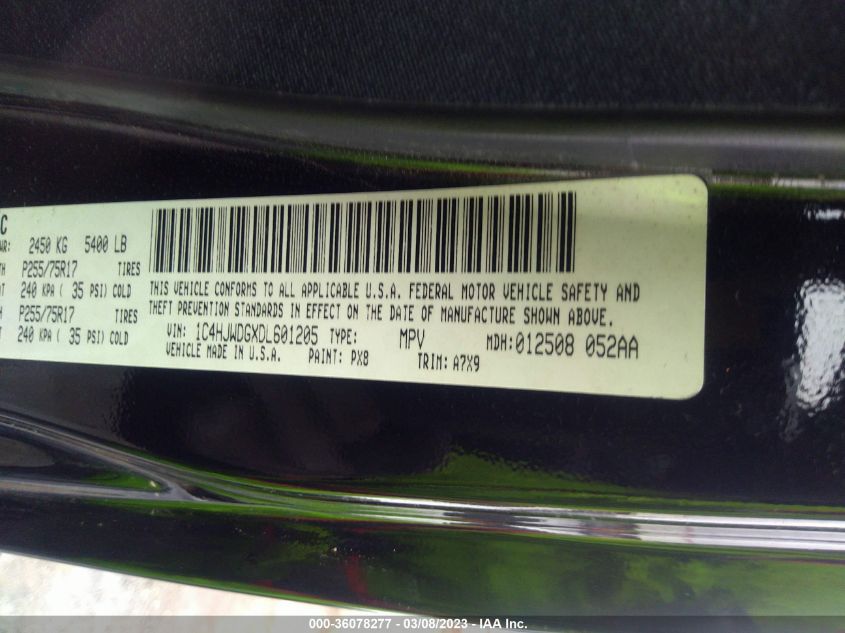 C
WR: 2450 KG 5400 LB
TH P255/75R17 TIRES
AT 240 KPA ( 35 PSI) COLD
H P255/75R17 TIRES
T 240 KPA ( 35 PSI) COLD
THIS VEHICLE CONFORMS TO ALL APPLICABLE U.S.A. FEDERAL MOTOR VEHICLE SAFETY AND
THEFT PREVENTION STANDARDS IN EFFECT ON THE DATE OF MANUFACTURE SHOWN ABOVE.
VIN: 1C4HJWDGXDL601205 TYPE: MPV MDH: 012508 052AA
VEHICLE MADE IN U.S.A. PAINT: PX8 TRIM: A7X9
000-36078277 - 03/08/2023 - IAA Inc.